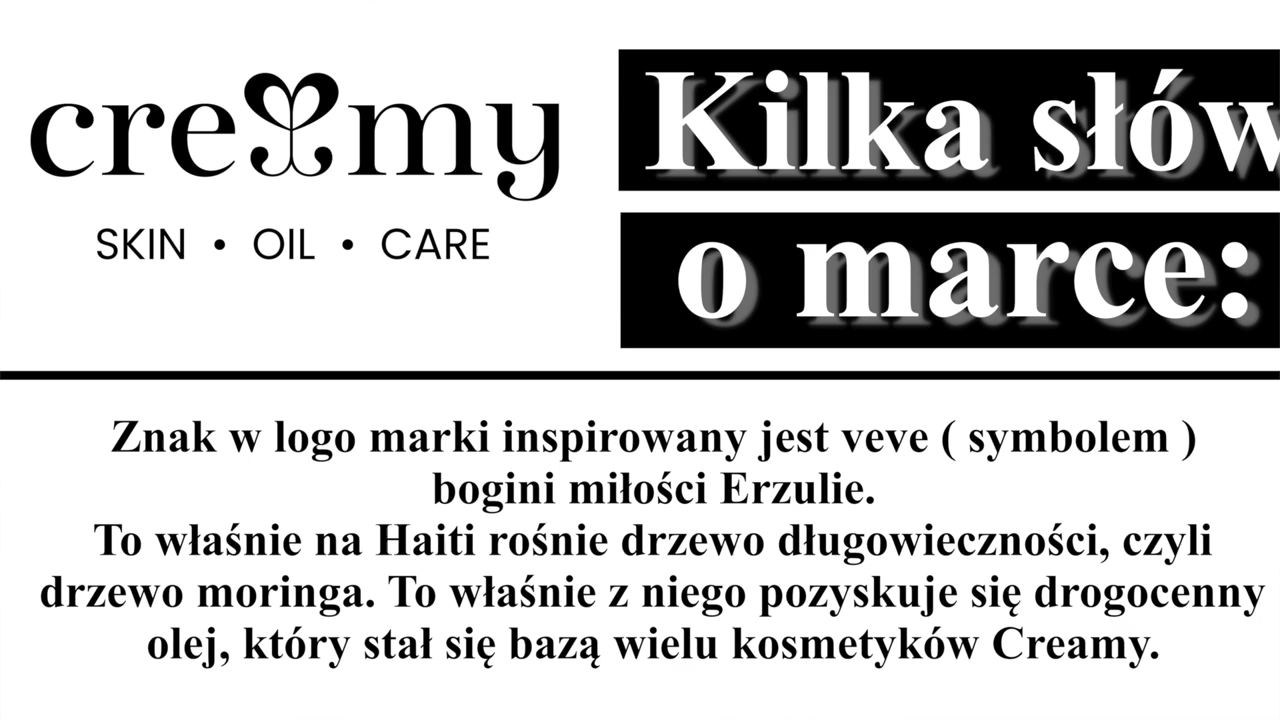 creamy
SKIN • OIL • CARE
Kilka słów
o marce:
Znak w logo marki inspirowany jest veve ( symbolem )
bogini miłości Erzulie.
To właśnie na Haiti rośnie drzewo długowieczności, czyli
drzewo moringa. To właśnie z niego pozyskuje się drogocenny
olej, który stał się bazą wielu kosmetyków Creamy.